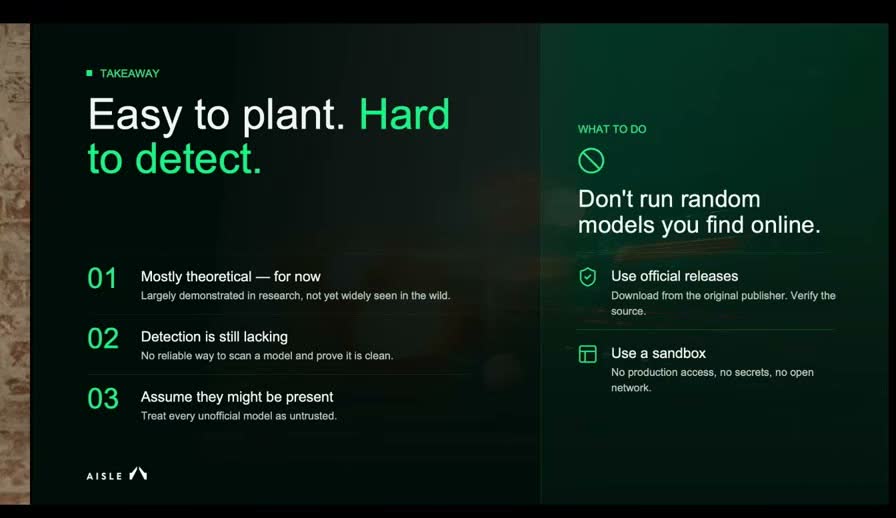 TAKEAWAY
Easy to plant. Hard
to detect.
01
Mostly theoretical — for now
Largely demonstrated in research, not yet widely seen in the wild.
02
Detection is still lacking
No reliable way to scan a model and prove it is clean.
03
Assume they might be present
Treat every unofficial model as untrusted.
AISLE
WHAT TO DO
Don't run random
models you find online.
Use official releases
Download from the original publisher. Verify the
source.
Use a sandbox
No production access, no secrets, no open
network.